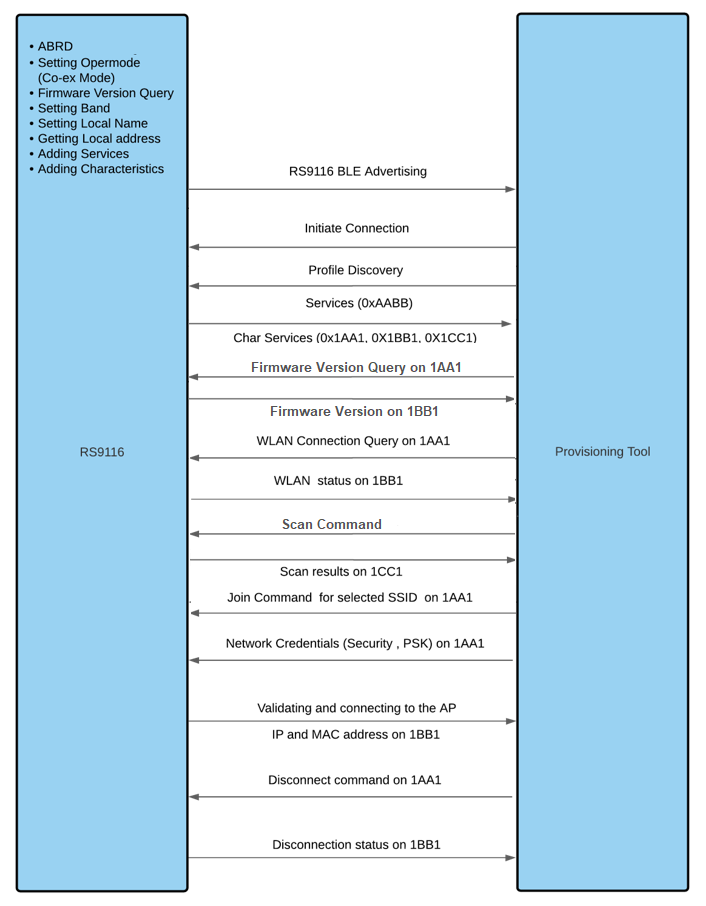 • ABRD
• Setting Opermode
(Co-ex Mode)
• Firmware Version Query
• Setting Band
• Setting Local Name
• Getting Local address
• Adding Services
• Adding Characteristics
RS9116 BLE Advertising
Initiate Connection
Profile Discovery
Services (0xAABB)
Char Services (0x1AA1, 0X1BB1, 0X1CC1)
Firmware Version Query on 1AA1
Firmware Version on 1BB1
WLAN Connection Query on 1AA1
RS9116
Provisioning Tool
WLAN status on 1BB1
Scan Command
Scan results on 1CC1
Join Command for selected SSID on 1AA1
Network Credentials (Security , PSK) on 1AA1
Validating and connecting to the AP
IP and MAC address on 1BB1
Disconnect command on 1AA1
Disconnection status on 1BB1